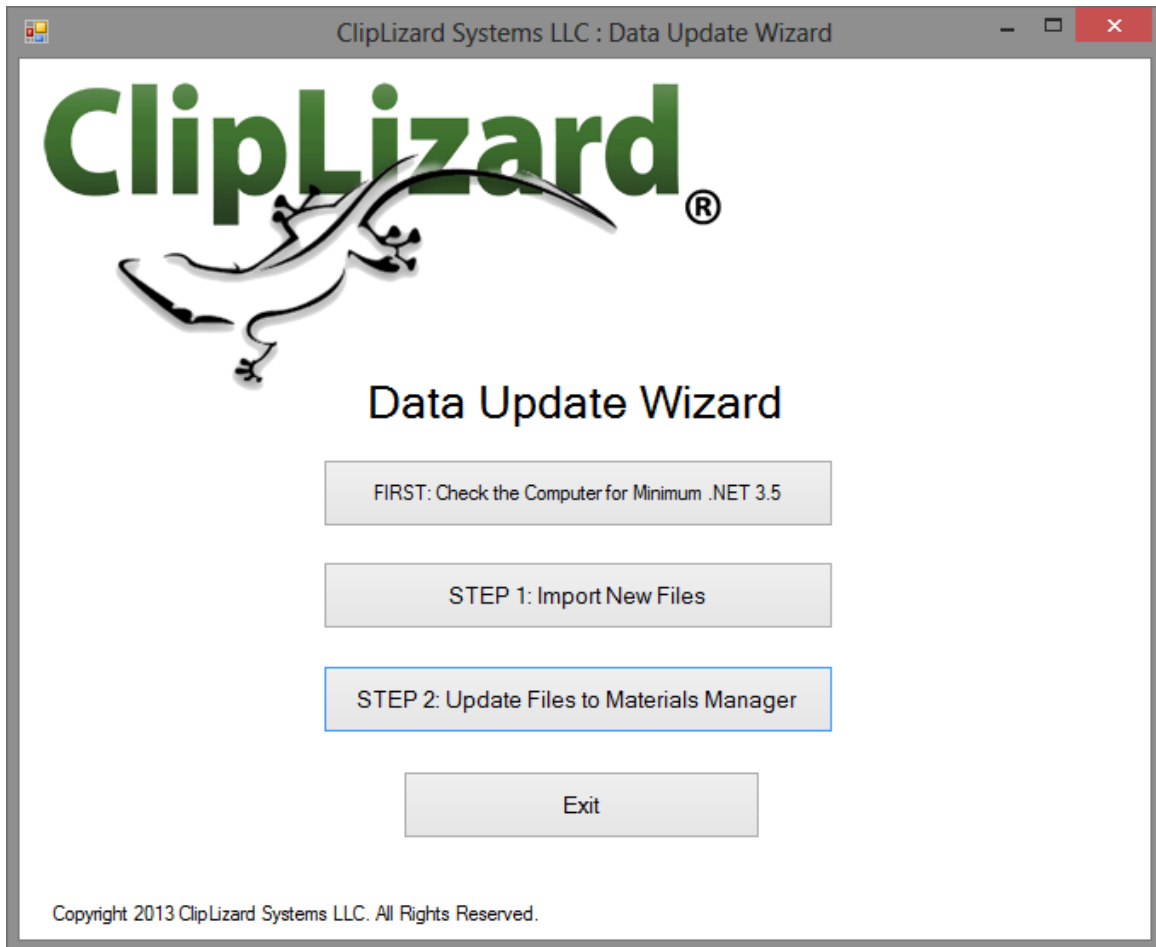 ClipLizard Systems LLC : Data Update Wizard
ClipLizard®
Data Update Wizard
FIRST: Check the Computer for Minimum .NET 3.5
STEP 1: Import New Files
STEP 2: Update Files to Materials Manager
Exit
Copyright 2013 ClipLizard Systems LLC. All Rights Reserved.